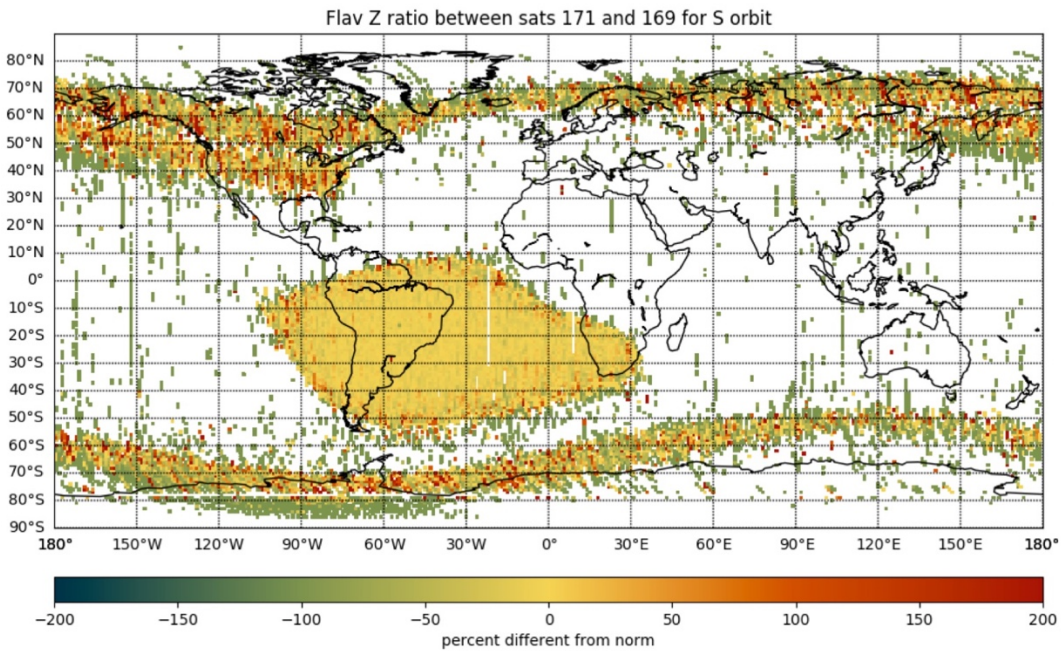 Flav Z ratio between sats 171 and 169 for S orbit
80°N
70°N
60°N
50°N
40°N
30°N
20°N
10°N
0°
10°S
20°S
30°S
40°S
50°S
60°S
70°S
80°S
90°S
180° 150°W 120°W 90°W 60°W 30°W 0° 30°E 60°E 90°E 120°E 150°E 180°
−200 −150 −100 −50 0 50 100 150 200
percent different from norm